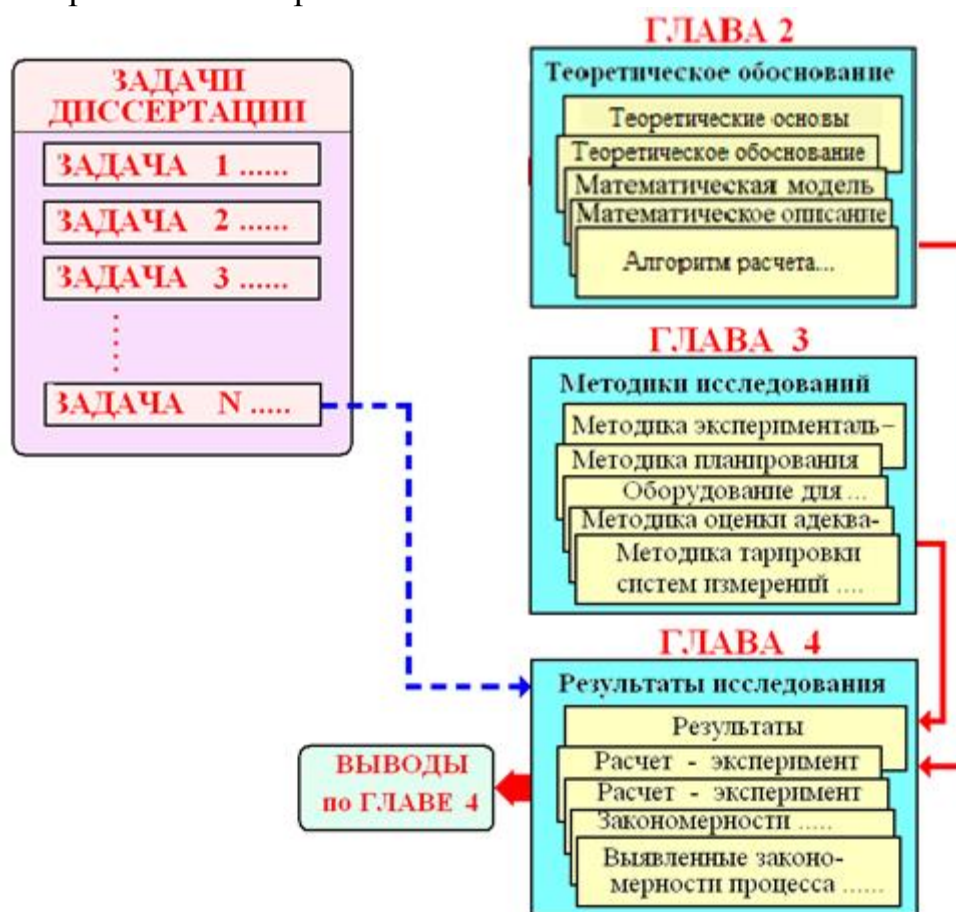 ЗАДАЧИ
ДИССЕРТАЦИИ
ЗАДАЧА 1 ......
ЗАДАЧА 2 ......
ЗАДАЧА 3 ......
ЗАДАЧА N .....
ГЛАВА 2
Теоретическое обоснование
Теоретические основы
Теоретическое обоснование
Математическая модель
Математическое описание
Алгоритм расчета...
ГЛАВА 3
Методики исследований
Методика эксперименталь–
Методика планирования
Оборудование для ...
Методика оценки адеква-
Методика тарировки
систем измерений ....
ГЛАВА 4
Результаты исследования
Результаты
Расчет - эксперимент
Расчет - эксперимент
Закономерности .....
Выявленные законо-
мерности процесса ......
ВЫВОДЫ
по ГЛАВЕ 4